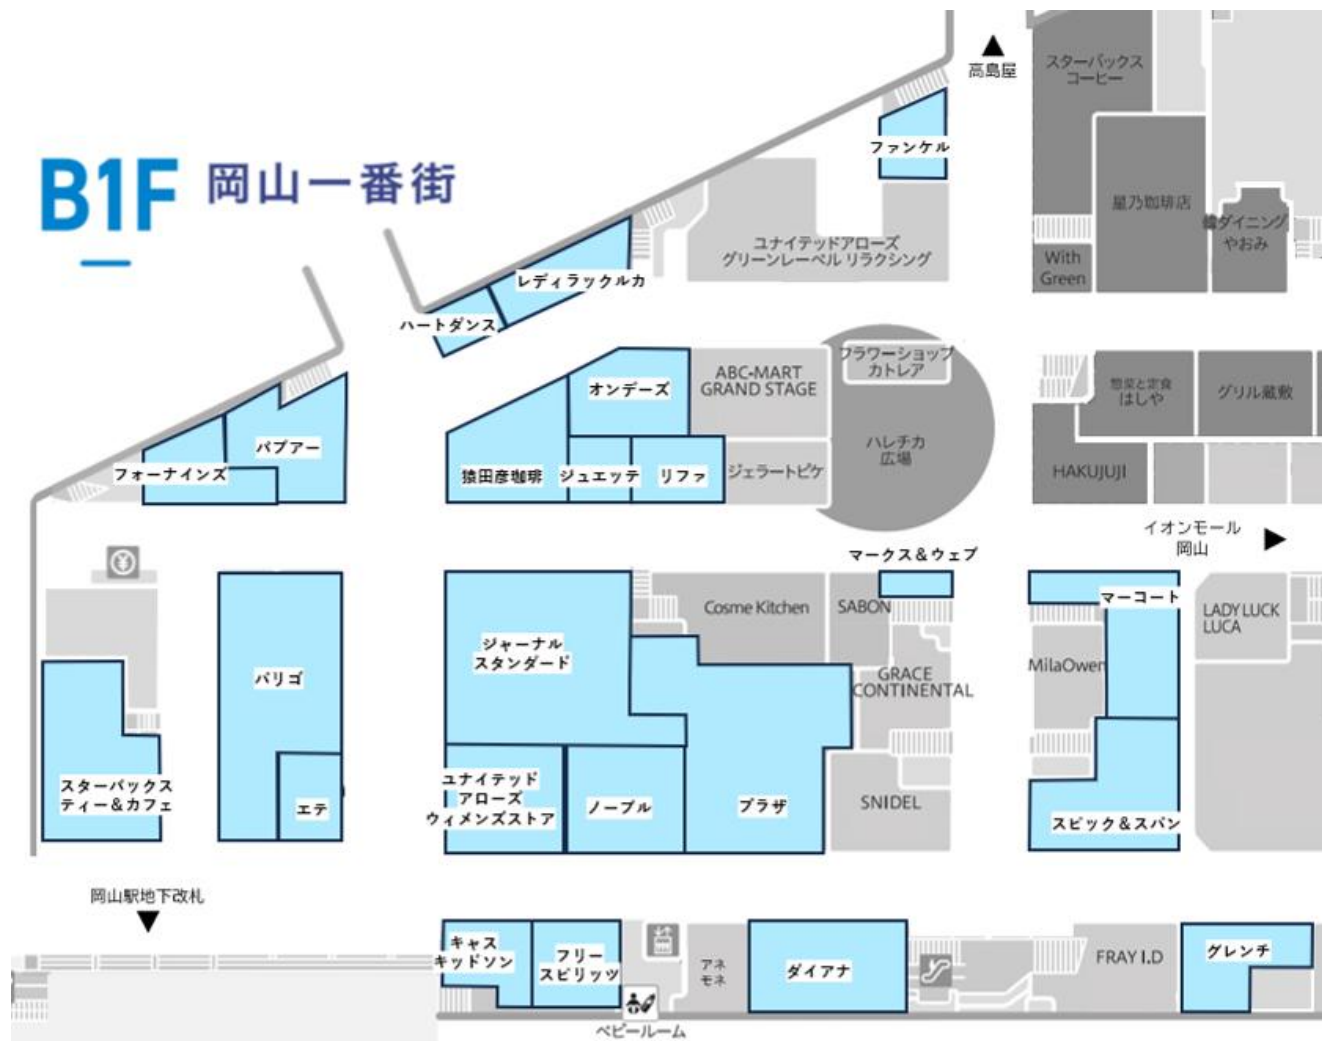 B1F 岡山一番街
高島屋
スターバックス
コーヒー
ファンケル
星乃珈琲店
韓ダイニング
やおみ
With
Green
ユナイテッドアローズ
グリーンレーベル リラクシング
レディラックルカ
ハートダンス
フラワーショップ
カトレア
ABC-MART
GRAND STAGE
オンデーズ
惣菜と定食
はしや
グリル蔵敷
パプアー
フォーナインズ
猿田彦珈琲
ジュエッテ
リファ
ジェラートピケ
ハレチカ
広場
HAKUJUJI
イオンモール
岡山
マークス&ウェブ
Cosme Kitchen
SABON
マーコート
LADY LUCK
LUCA
ジャーナル
スタンダード
パリゴ
GRACE
CONTINENTAL
MilaOwen
スターバックス
ティー&カフェ
エテ
ユナイテッド
アローズ
ウィメンズストア
ノーブル
プラザ
SNIDEL
スピック&スパン
岡山駅地下改札
キャス
キッドソン
フリー
スピリッツ
アネ
モネ
ダイアナ
FRAY I.D
グレンチ
ベビールーム